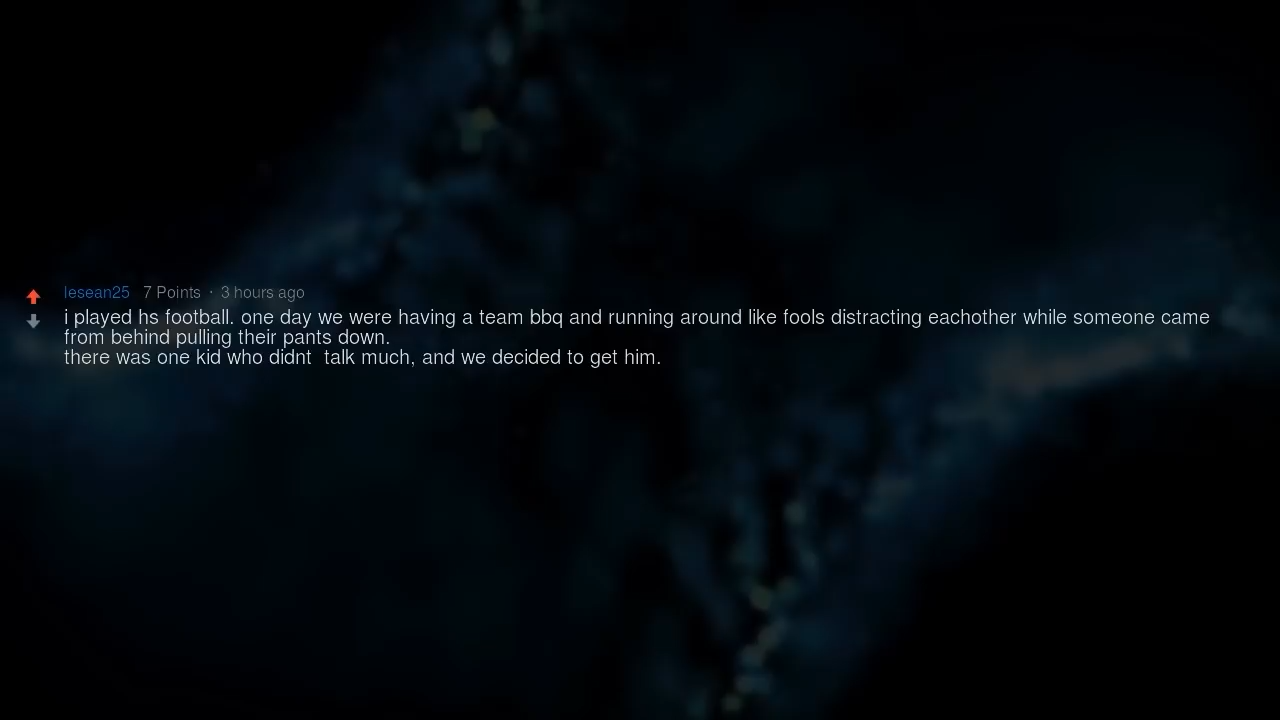 lesean25 7 Points · 3 hours ago
i played hs football. one day we were having a team bbq and running around like fools distracting eachother while someone came
from behind pulling their pants down.
there was one kid who didnt  talk much, and we decided to get him.